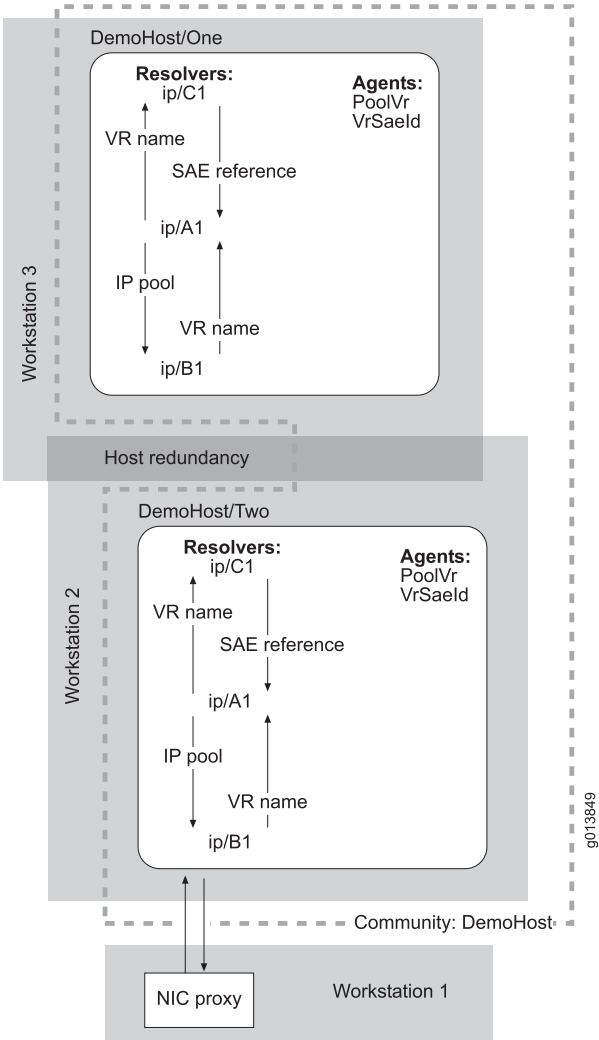 DemoHost/One
Resolvers:
ip/C1
Agents:
PoolVr
VrSaeId
VR name
SAE reference
ip/A1
IP pool
VR name
ip/B1
Workstation 3
Host redundancy
DemoHost/Two
Resolvers:
ip/C1
Agents:
PoolVr
VrSaeId
VR name
SAE reference
ip/A1
IP pool
VR name
ip/B1
Workstation 2
g013849
Community: DemoHost
NIC proxy
Workstation 1